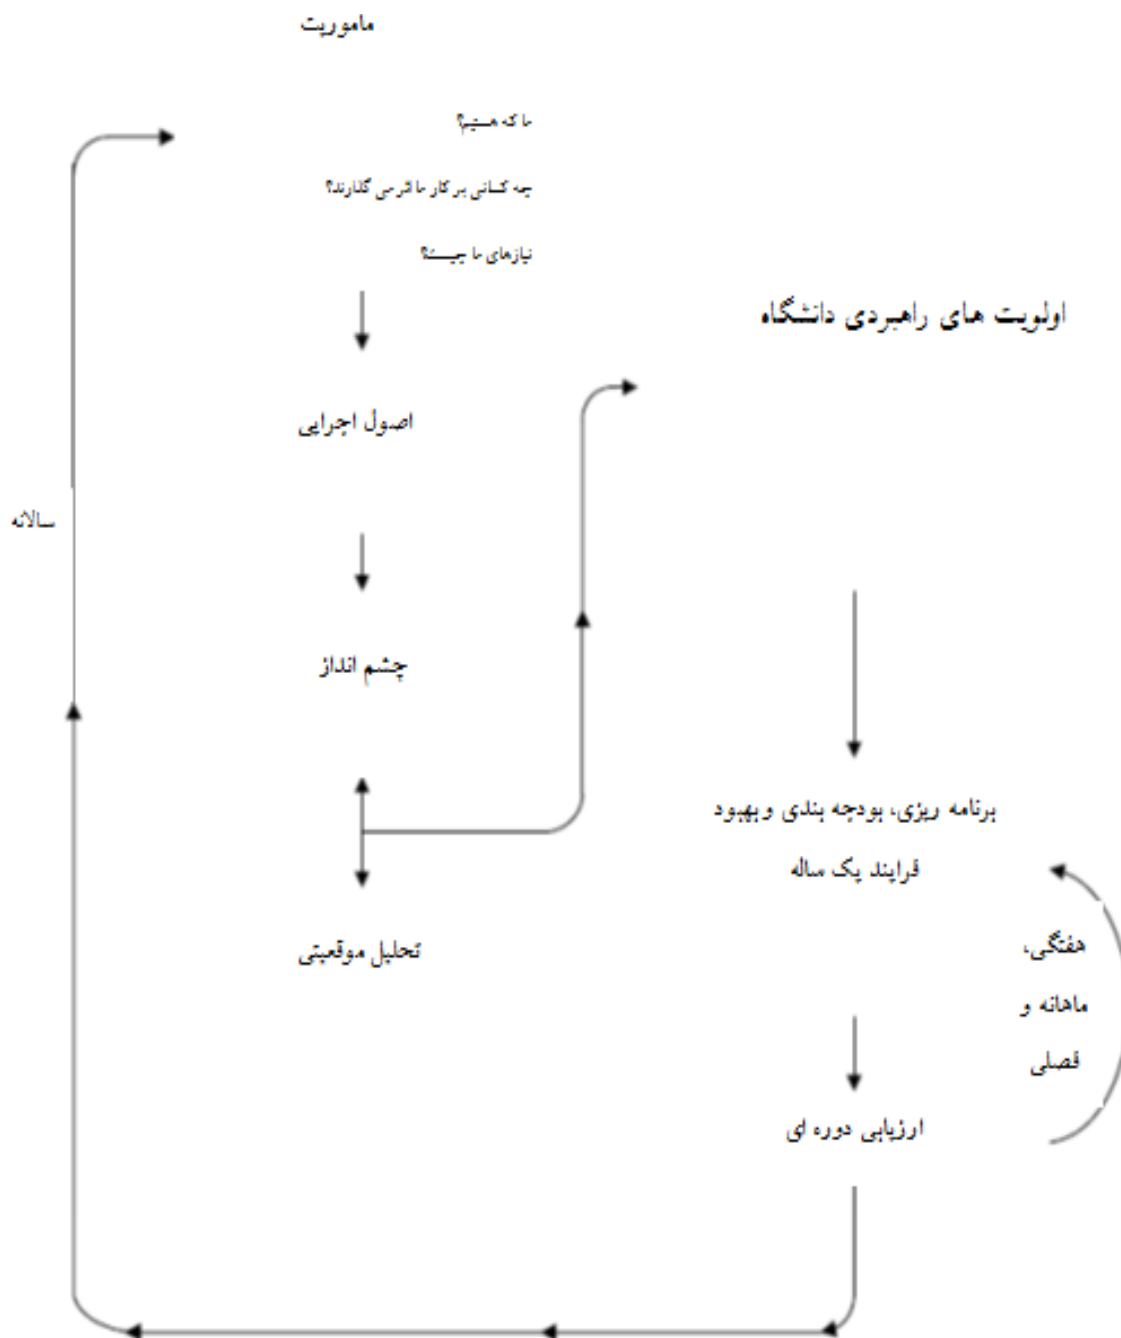 ماموریت
ما که هستیم؟
چه کسانی بر کار ما اثر می گذارند؟
نیازهای ما چیست؟
اصول اجرایی
چشم انداز
تحلیل موقعیتی
اولویت های راهبردی دانشگاه
برنامه ریزی، بودجه بندی و بهبود
فرایند یک ساله
هفتگی،
ماهانه و
فصلی
ارزیابی دوره ای
سالانه